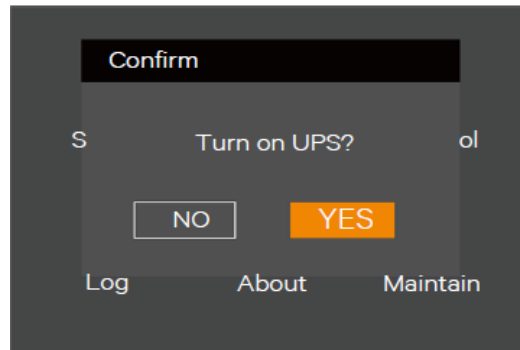 Confirm
S Turn on UPS? ol
NO YES
Log About Maintain